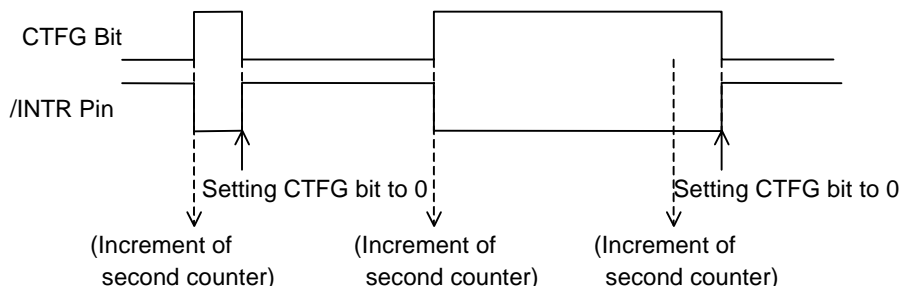 CTFG Bit
/INTR Pin
Setting CTFG bit to 0
Setting CTFG bit to 0
(Increment of
second counter)
(Increment of
second counter)
(Increment of
second counter)